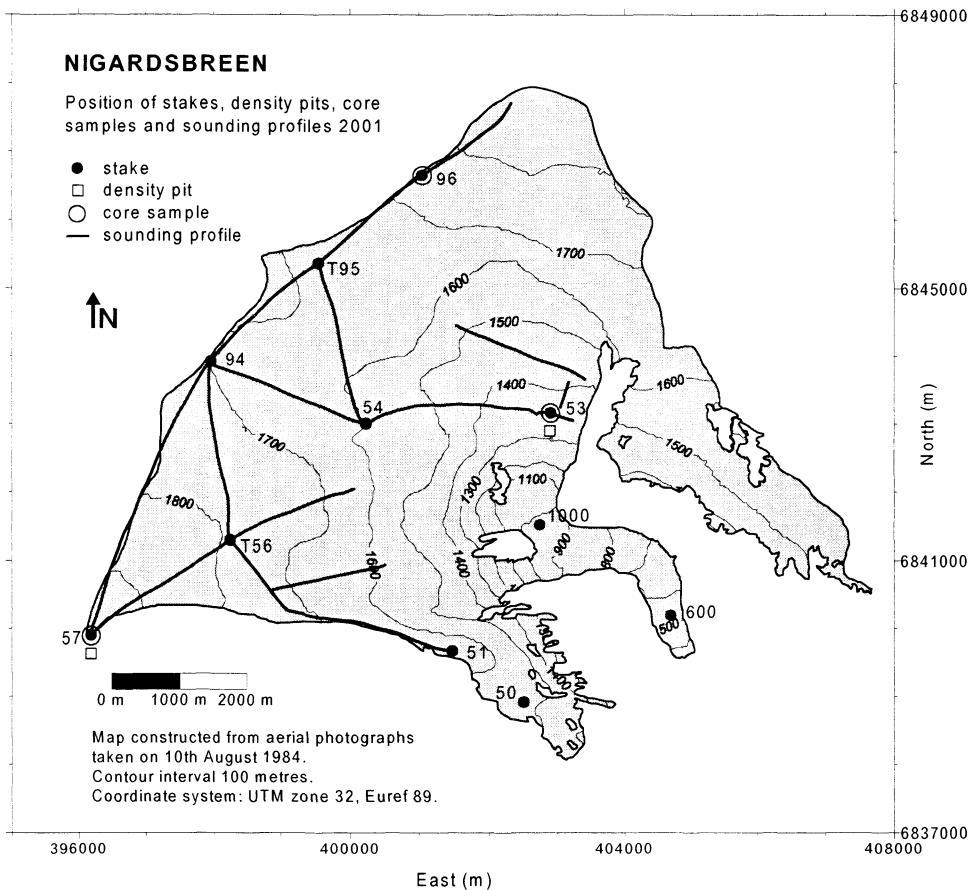 NIGARDSBREEN
Position of stakes, density pits, core
samples and sounding profiles 2001
stake
density pit
core sample
sounding profile
N
96
T95
94
54
53
T56
57
51
50
1000
600
1700
1600
1500
1400
1600
1500
1700
1800
1300
1100
1600
1400
900
800
500
1300
0 m 1000 m 2000 m
Map constructed from aerial photographs
taken on 10th August 1984.
Contour interval 100 metres.
Coordinate system: UTM zone 32, Euref 89.
6849000
6845000
North (m)
6841000
6837000
396000 400000 404000 408000
East (m)